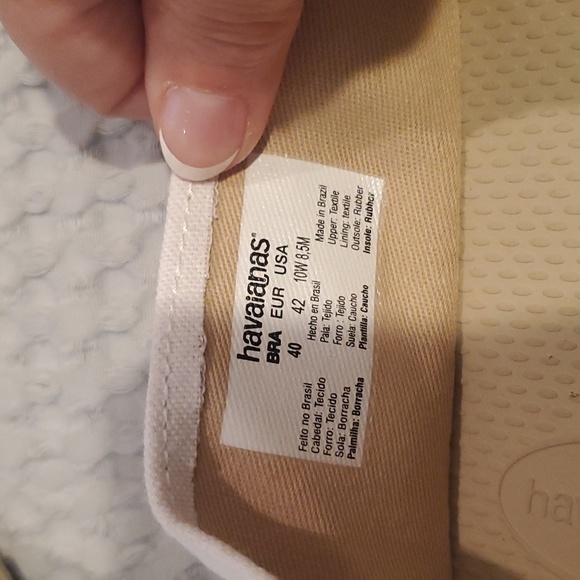 havaianas®
BRA EUR USA
40 42 10W 8,5M
Feito no Brasil
Cabedal: Tecido
Forro: Tecido
Sola: Borracha
Palmilha: Borracha
Hecho en Brasil
Pala: Tejido
Forro : Tejido
Suela: Caucho
Plantilla: Caucho
Made in Brazil
Upper: Textile
Lining: textile
Outsole: Rubber
Insole: Rubber
ha